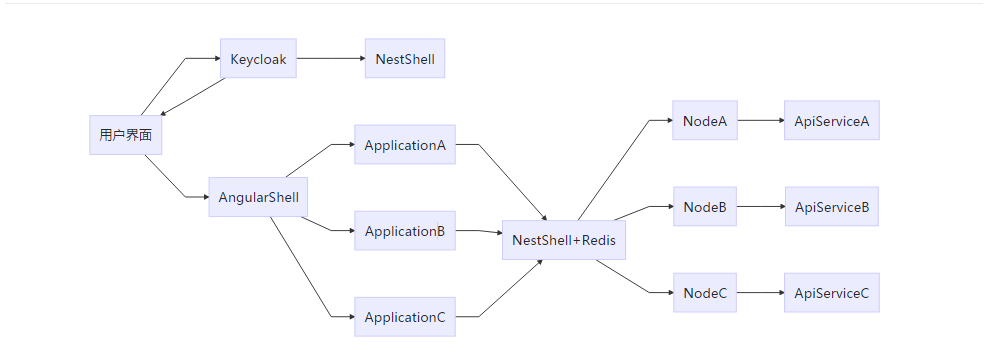 Keycloak
NestShell
用户界面
AngularShell
ApplicationA
ApplicationB
ApplicationC
NestShell+Redis
NodeA
ApiServiceA
NodeB
ApiServiceB
NodeC
ApiServiceC